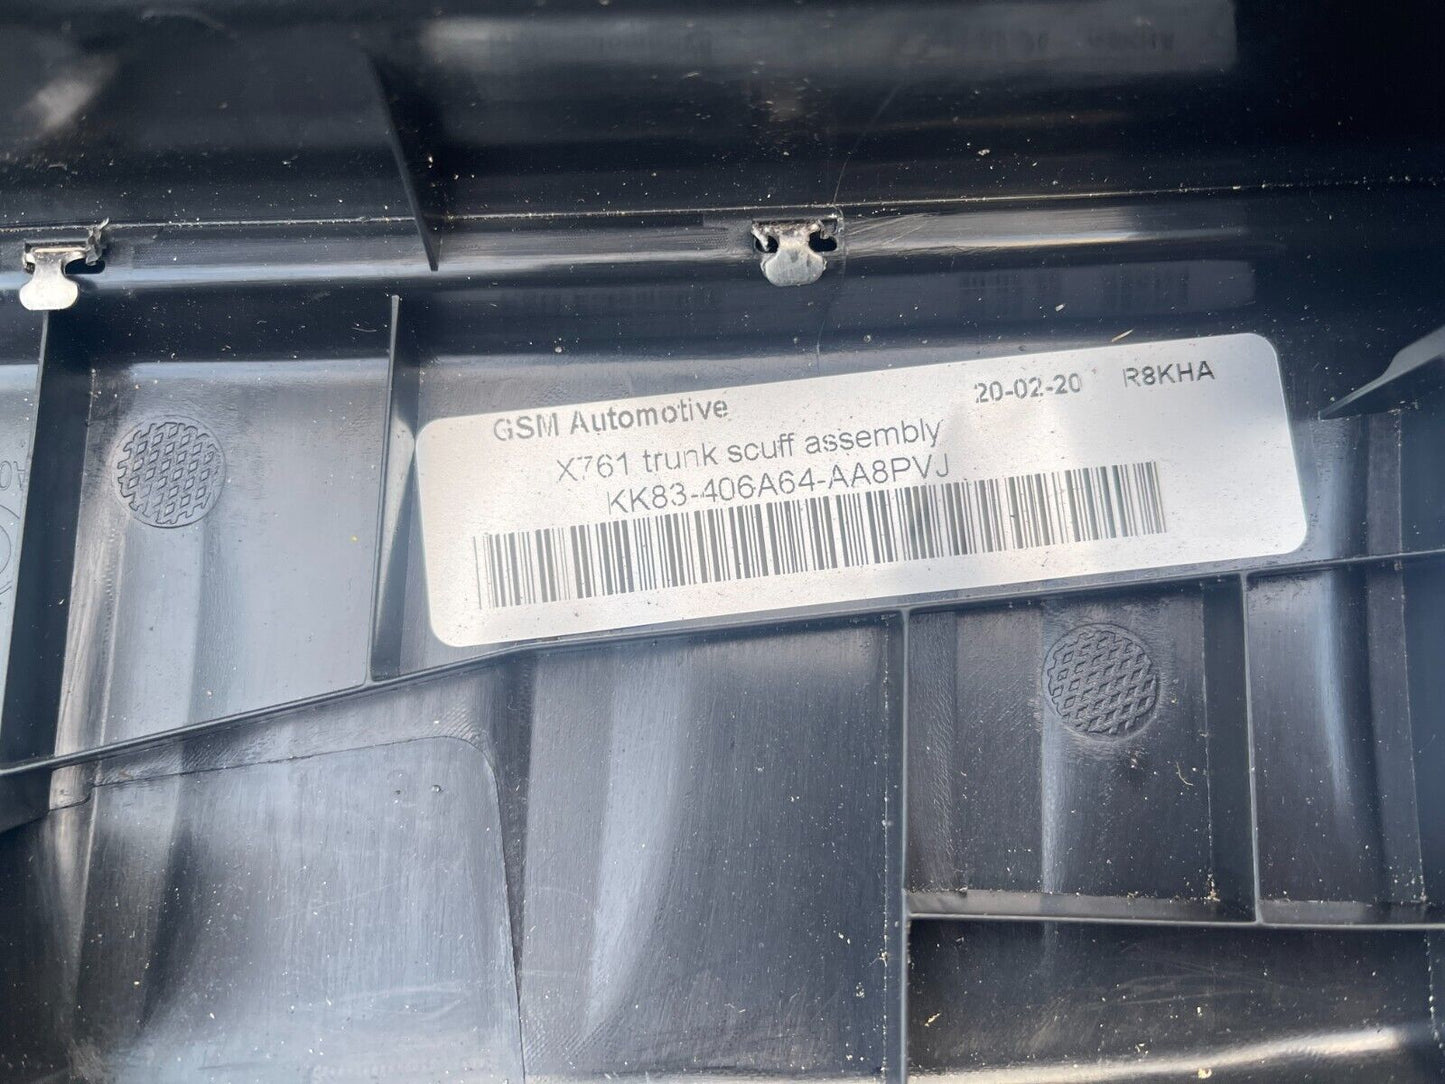 GSM Automotive 20-02-20 R8KHA
X761 trunk scuff assembly
KK83-406A64-AA8PVJ